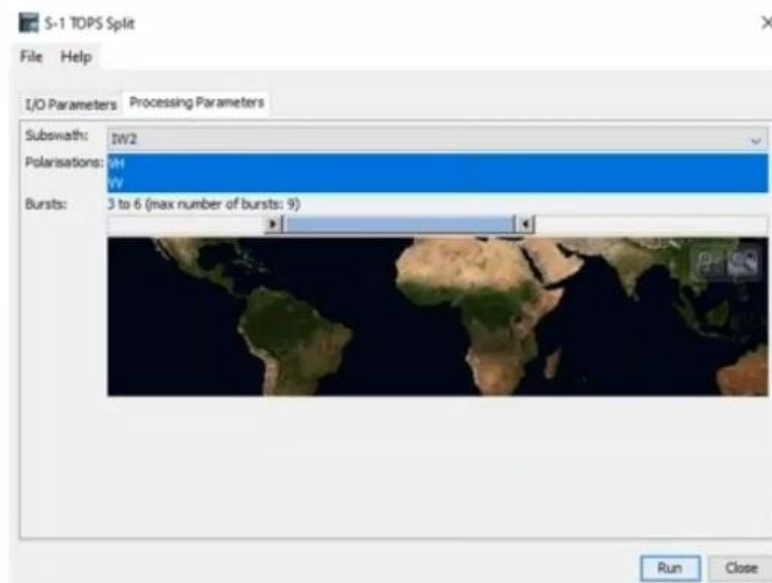 S-1 TOPS Split
File Help
I/O Parameters Processing Parameters
Subswath: IW2
Polarisations: VH
VV
Bursts: 3 to 6 (max number of bursts: 9)
Run Close